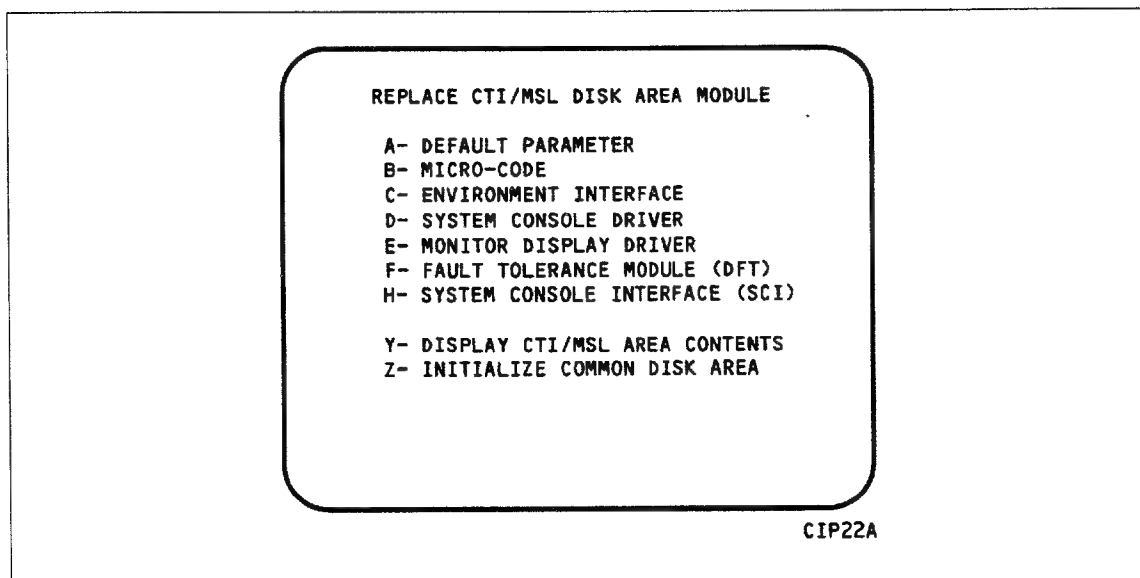 REPLACE CTI/MSL DISK AREA MODULE
A- DEFAULT PARAMETER
B- MICRO-CODE
C- ENVIRONMENT INTERFACE
D- SYSTEM CONSOLE DRIVER
E- MONITOR DISPLAY DRIVER
F- FAULT TOLERANCE MODULE (DFT)
H- SYSTEM CONSOLE INTERFACE (SCI)
Y- DISPLAY CTI/MSL AREA CONTENTS
Z- INITIALIZE COMMON DISK AREA
CIP22A